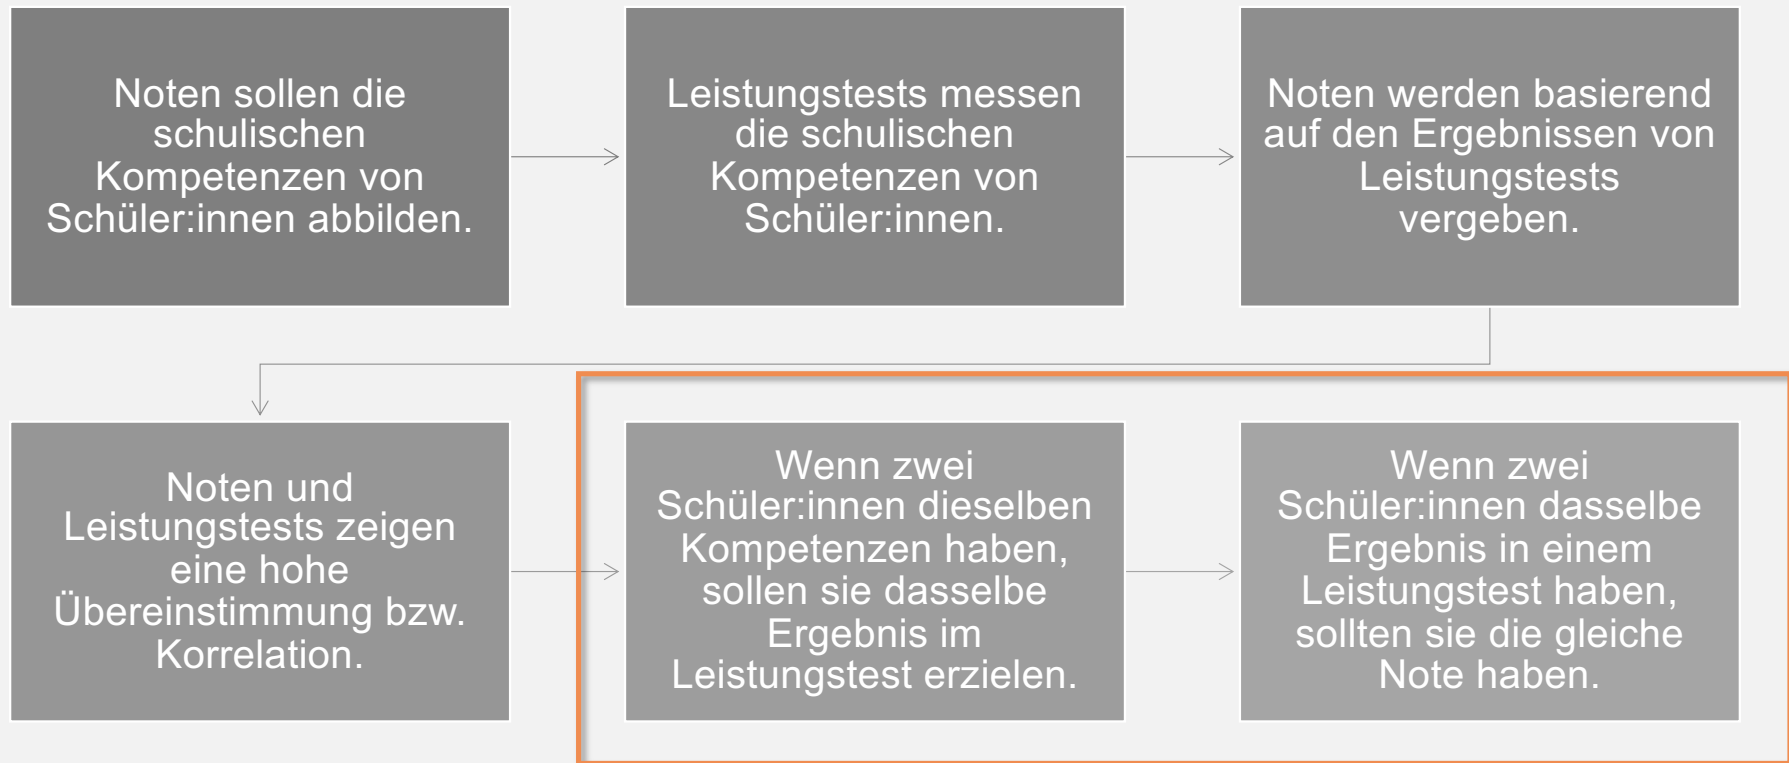 Noten sollen die
schulischen
Kompetenzen von
Schüler:innen abbilden.
Leistungstests messen
die schulischen
Kompetenzen von
Schüler:innen.
Noten werden basierend
auf den Ergebnissen von
Leistungstests
vergeben.
Noten und
Leistungstests zeigen
eine hohe
Übereinstimmung bzw.
Korrelation.
Wenn zwei
Schüler:innen dieselben
Kompetenzen haben,
sollen sie dasselbe
Ergebnis im
Leistungstest erzielen.
Wenn zwei
Schüler:innen dasselbe
Ergebnis in einem
Leistungstest haben,
sollten sie die gleiche
Note haben.